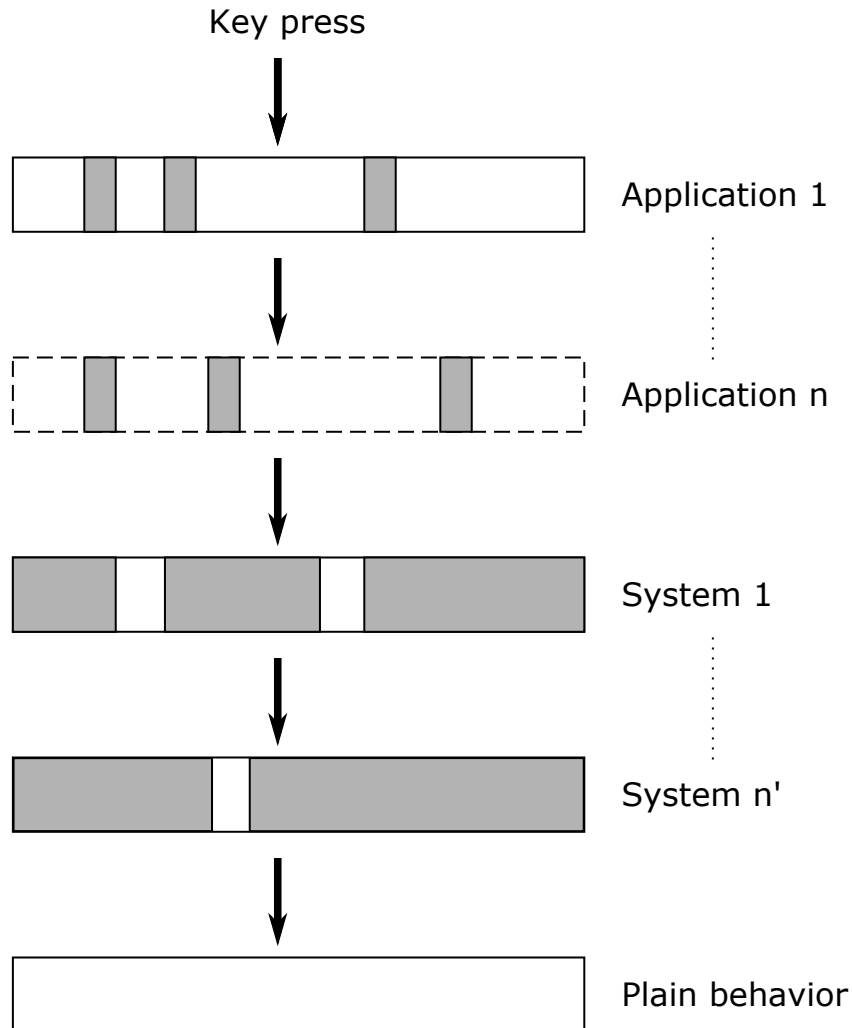 Key press
Application 1
Application n
System 1
System n'
Plain behavior